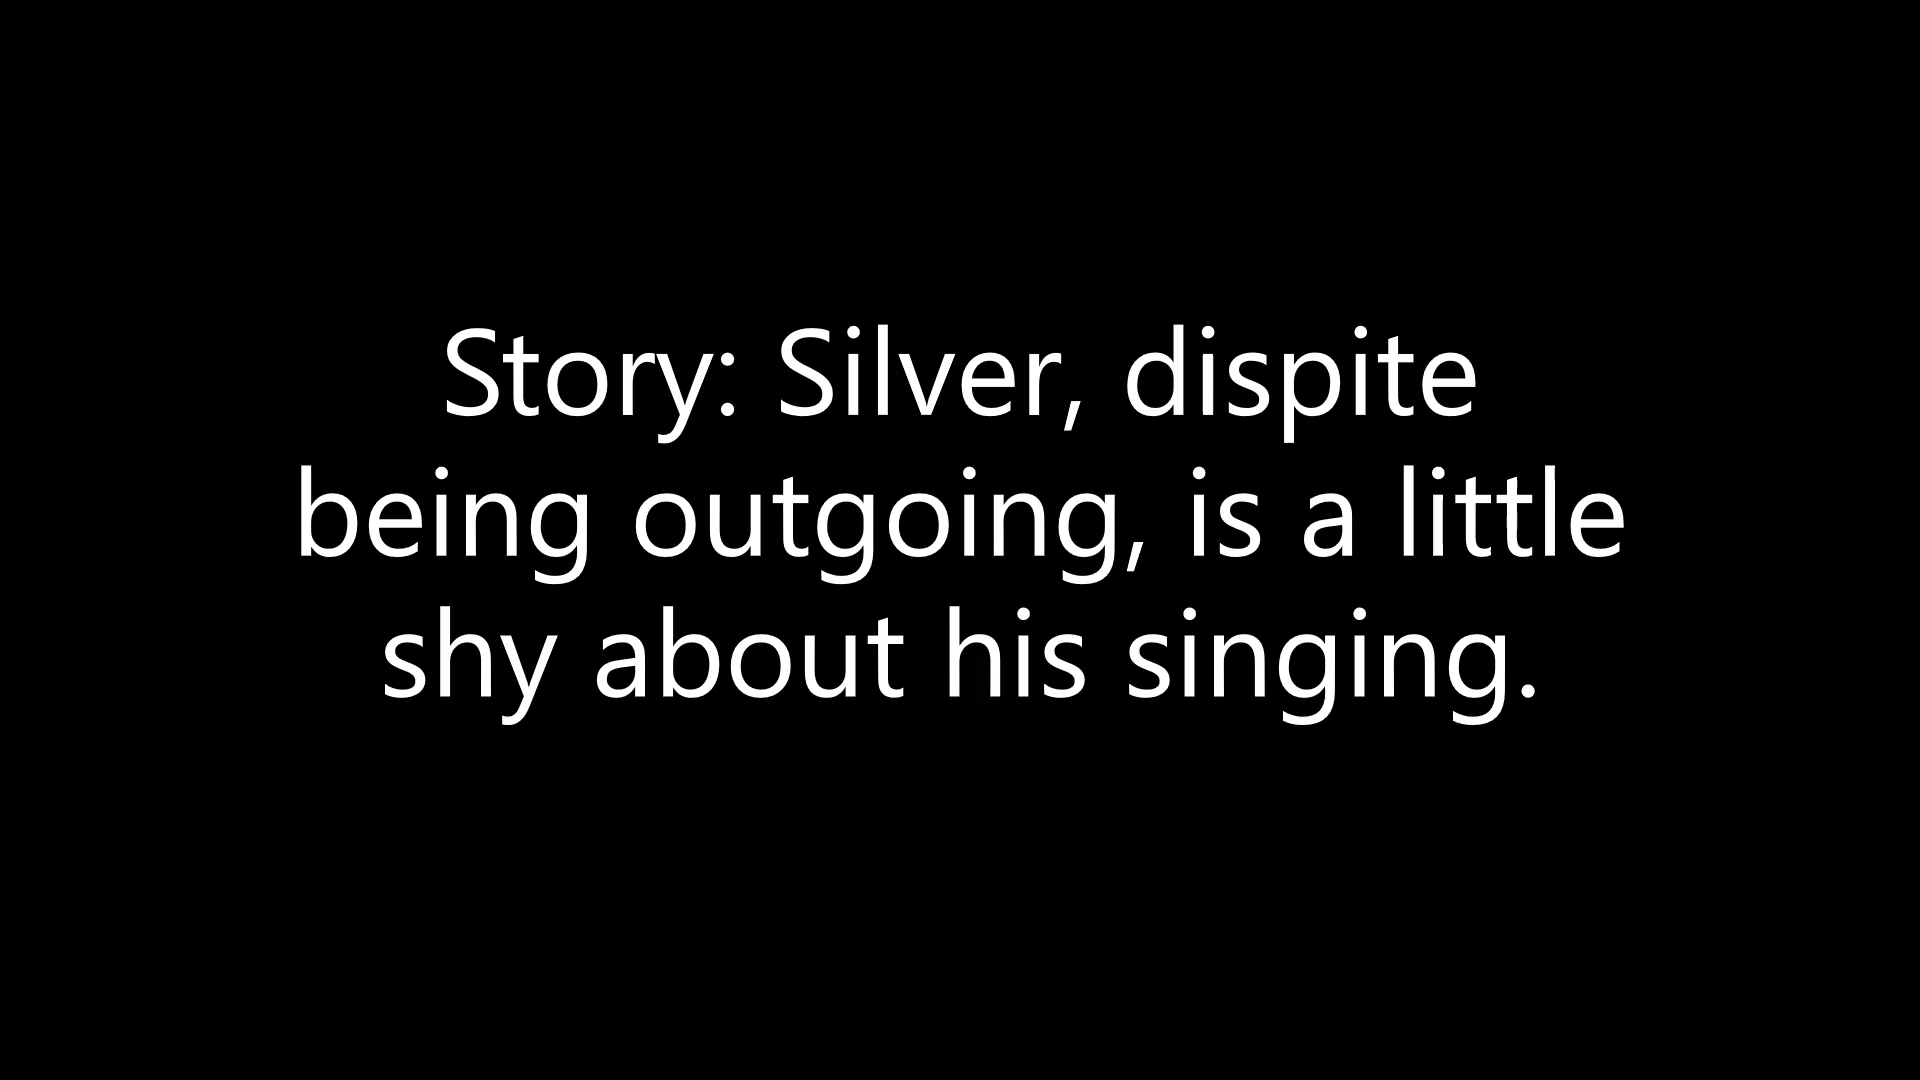 Story: Silver, dispite
being outgoing, is a little
shy about his singing.